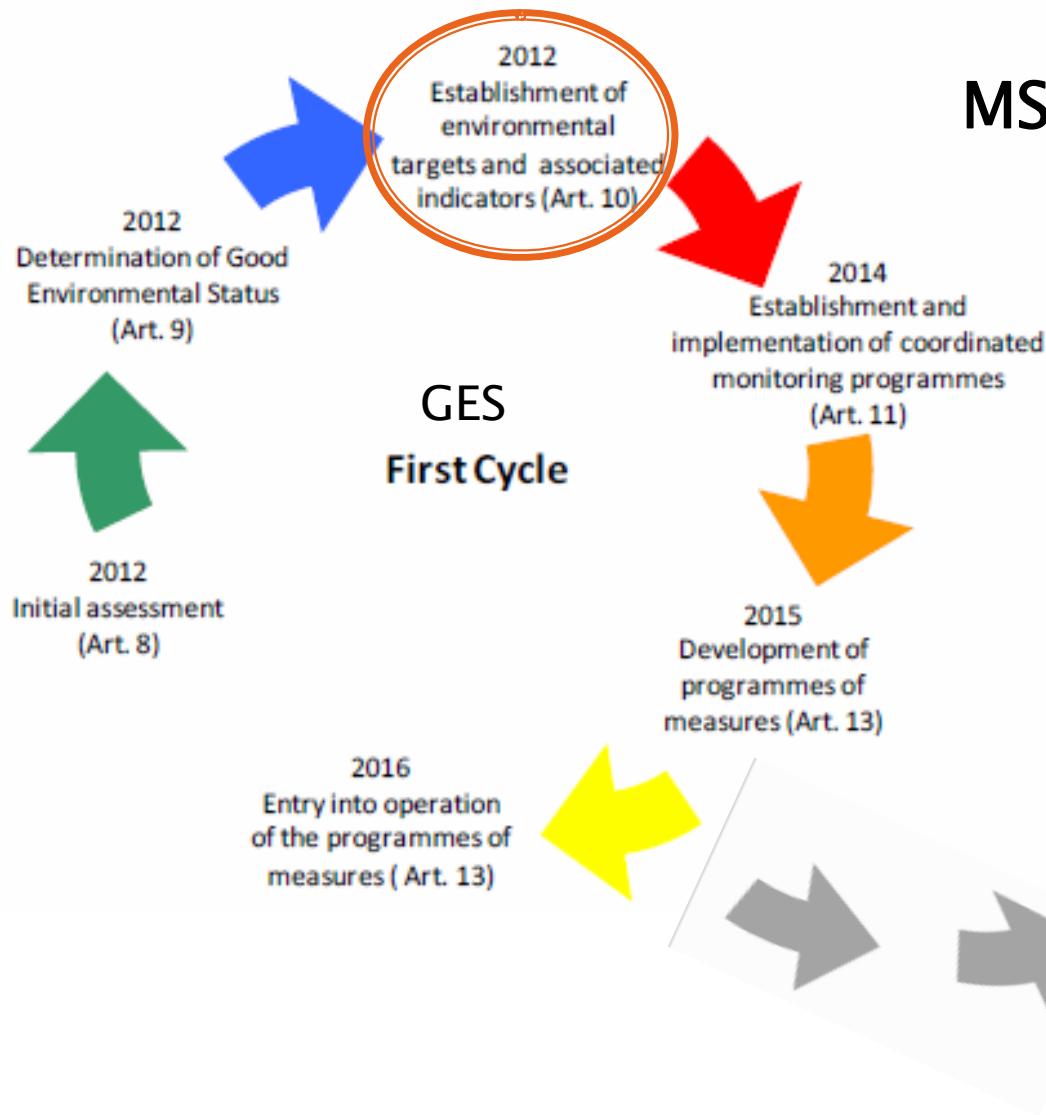 2012
Establishment of
environmental
targets and associated
indicators (Art. 10)
MS
2012
Determination of Good
Environmental Status
(Art. 9)
2014
Establishment and
implementation of coordinated
monitoring programmes
(Art. 11)
GES
First Cycle
2012
Initial assessment
(Art. 8)
2015
Development of
programmes of
measures (Art. 13)
2016
Entry into operation
of the programmes of
measures ( Art. 13)